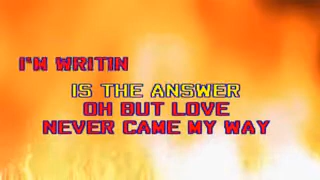 I'M WRITIN
IS THE ANSWER
OH BUT LOVE
NEVER CAME MY WAY